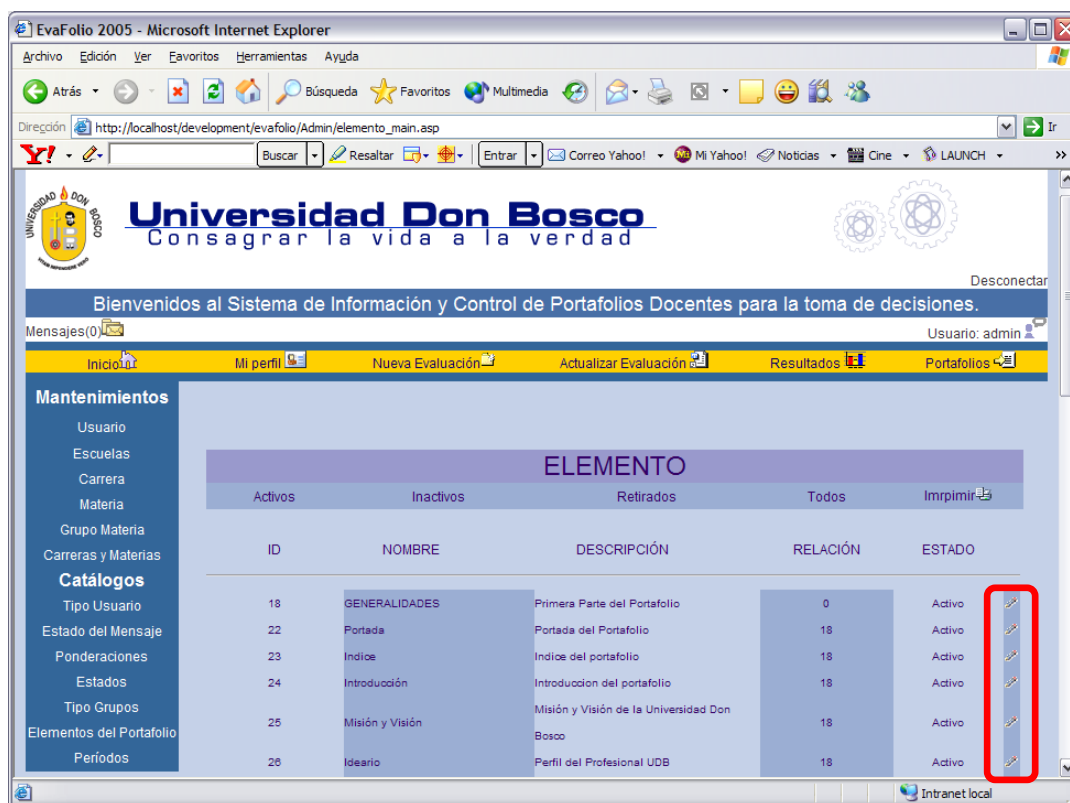 EvaFolio 2005 - Microsoft Internet Explorer
Archivo Edición Ver Favoritos Herramientas Ayuda
Atrás Búsqueda Favoritos Multimedia
Dirección http://localhost/development/evafolio/Admin/elemento_main.asp Ir
Y! Buscar Resaltar Entrar Correo Yahoo! Mi Yahoo! Noticias Cine LAUNCH »
UNIVERSIDAD DON BOSCO
Universidad Don Bosco
Consagrar la vida a la verdad
Desconectar
Bienvenidos al Sistema de Información y Control de Portafolios Docentes para la toma de decisiones.
Mensajes(0) Usuario: admin
Inicio Mi perfil Nueva Evaluación Actualizar Evaluación Resultados Portafolios
Mantenimientos
Usuario
Escuelas
Carrera
Materia
Grupo Materia
Carreras y Materias
Catálogos
Tipo Usuario
Estado del Mensaje
Ponderaciones
Estados
Tipo Grupos
Elementos del Portafolio
Períodos
ELEMENTO
Activos Inactivos Retirados Todos Imrpimir
ID NOMBRE DESCRIPCIÓN RELACIÓN ESTADO
18 GENERALIDADES Primera Parte del Portafolio 0 Activo
22 Portada Portada del Portafolio 18 Activo
23 Indice Indice del portafolio 18 Activo
24 Introducción Introduccion del portafolio 18 Activo
25 Misión y Visión Misión y Visión de la Universidad Don
Bosco 18 Activo
26 Ideario Perfil del Profesional UDB 18 Activo
Intranet local